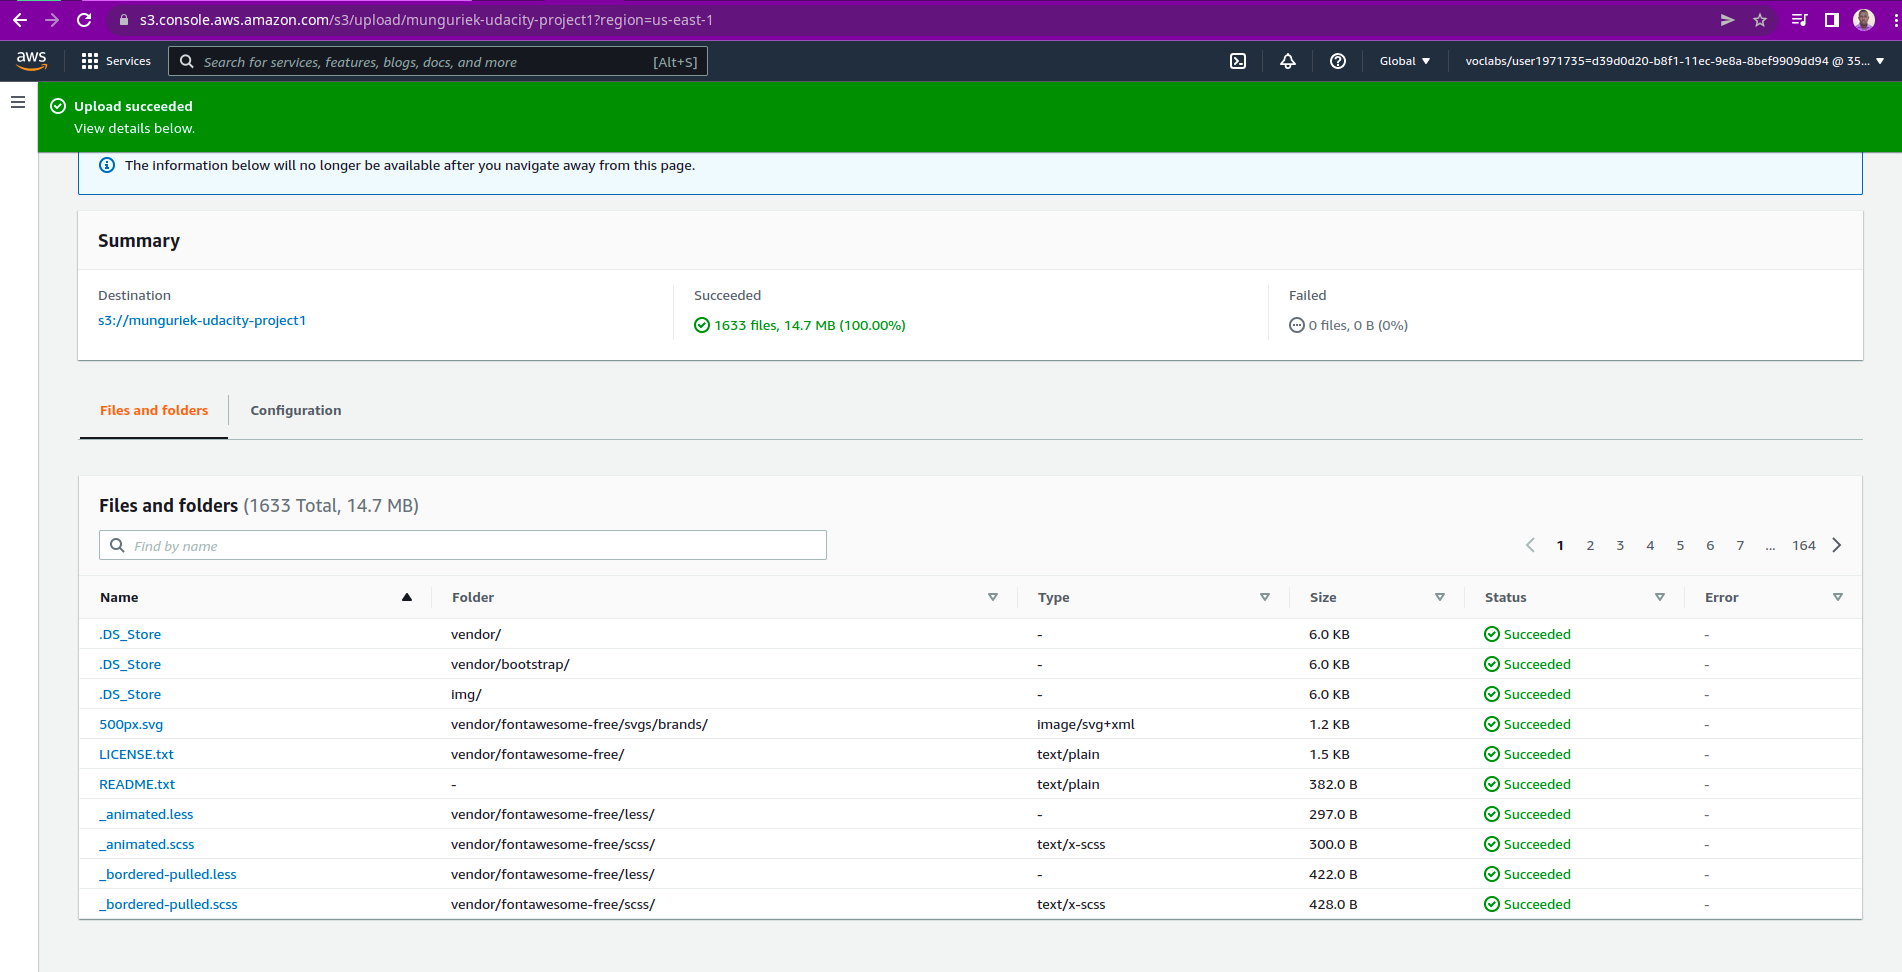 s3.console.aws.amazon.com/s3/upload/munguriek-udacity-project1?region=us-east-1
aws Services Search for services, features, blogs, docs, and more [Alt+S] Global voclabs/user1971735=d39d0d20-b8f1-11ec-9e8a-8bef9909dd94 @ 35...
Upload succeeded
View details below.
The information below will no longer be available after you navigate away from this page.
Summary
Destination Succeeded Failed
s3://munguriek-udacity-project1 1633 files, 14.7 MB (100.00%) 0 files, 0 B (0%)
Files and folders Configuration
Files and folders (1633 Total, 14.7 MB)
Find by name 1 2 3 4 5 6 7 ... 164
Name Folder Type Size Status Error
.DS_Store vendor/ - 6.0 KB Succeeded -
.DS_Store vendor/bootstrap/ - 6.0 KB Succeeded -
.DS_Store img/ - 6.0 KB Succeeded -
500px.svg vendor/fontawesome-free/svgs/brands/ image/svg+xml 1.2 KB Succeeded -
LICENSE.txt vendor/fontawesome-free/ text/plain 1.5 KB Succeeded -
README.txt - text/plain 382.0 B Succeeded -
_animated.less vendor/fontawesome-free/less/ - 297.0 B Succeeded -
_animated.scss vendor/fontawesome-free/scss/ text/x-scss 300.0 B Succeeded -
_bordered-pulled.less vendor/fontawesome-free/less/ - 422.0 B Succeeded -
_bordered-pulled.scss vendor/fontawesome-free/scss/ text/x-scss 428.0 B Succeeded -